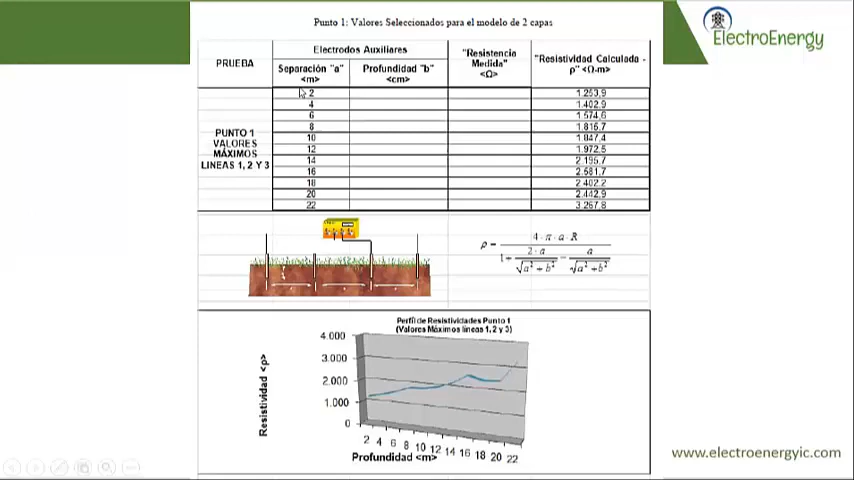 Punto 1: Valores Seleccionados para el modelo de 2 capas
ElectroEnergy
PRUEBA
Electrodos Auxiliares
Separación "a" <m>
Profundidad "b" <cm>
"Resistencia Medida" <Ω>
"Resistividad Calculada - ρ" <Ω-m>
PUNTO 1
VALORES
MÁXIMOS
LINEAS 1, 2 Y 3
2 1.253,9
4 1.402,9
6 1.574,6
8 1.815,7
10 1.847,4
12 1.972,5
14 2.195,7
16 2.581,7
18 2.402,2
20 2.442,9
22 3.267,8
Perfil de Resistividades Punto 1
(Valores Máximos líneas 1, 2 y 3)
Resistividad <ρ>
4.000
3.000
2.000
1.000
0
2 4 6 8 10 12 14 16 18 20 22
Profundidad <m>
www.electroenergyic.com